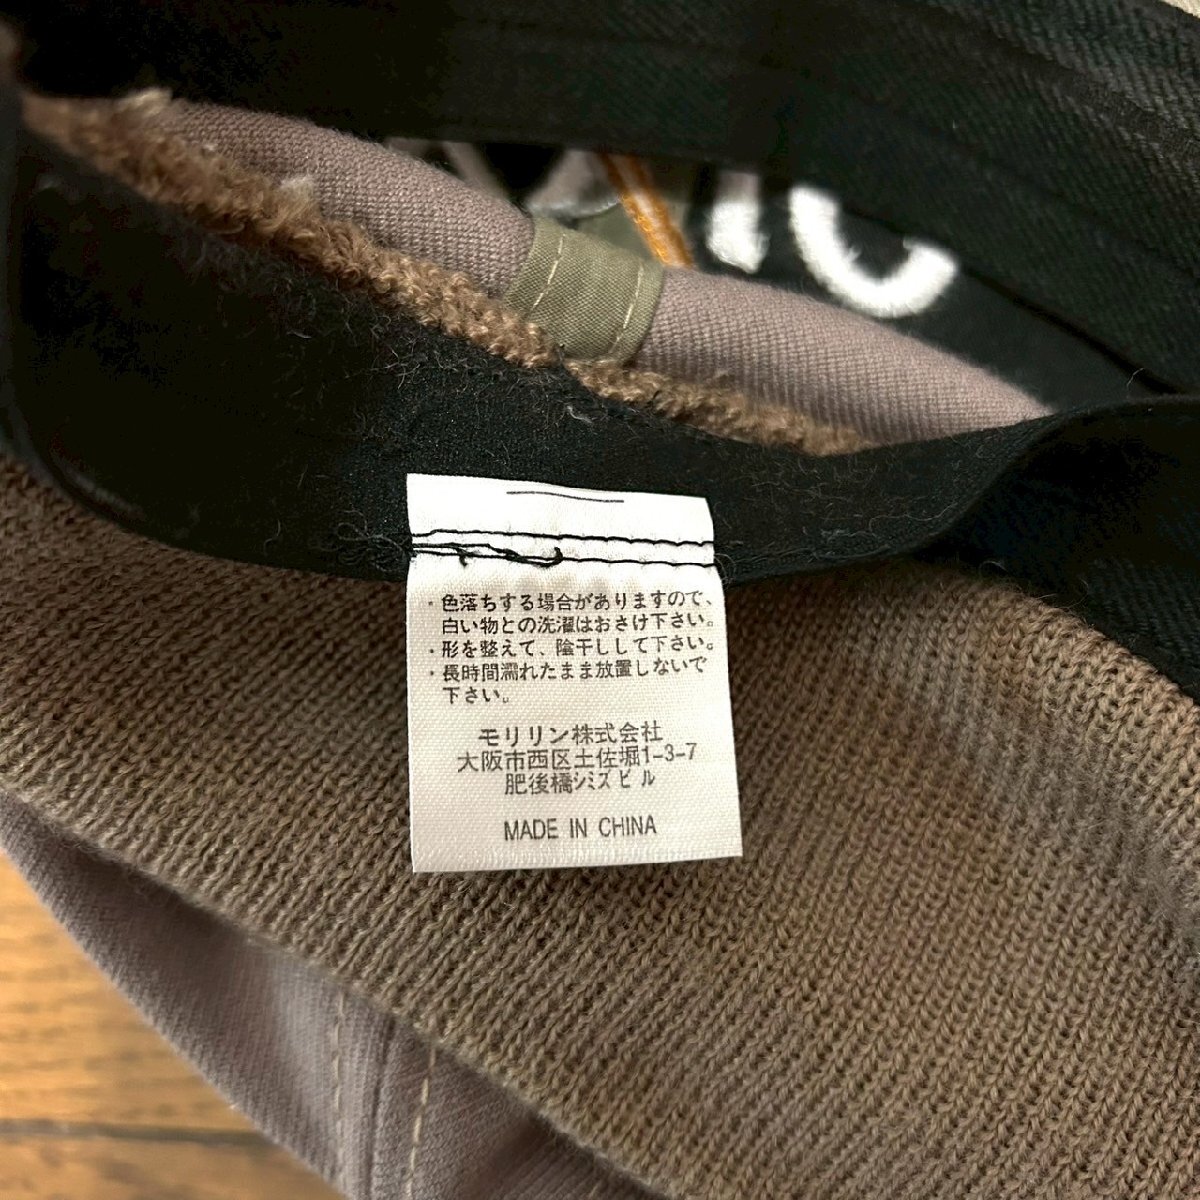 ・色落ちする場合がありますので、
白い物との洗濯はおさけ下さい。
・形を整えて、陰干しして下さい。
・長時間濡れたまま放置しないで
下さい。
モリリン株式会社
大阪市西区土佐堀1-3-7
肥後橋シミズビル
MADE IN CHINA